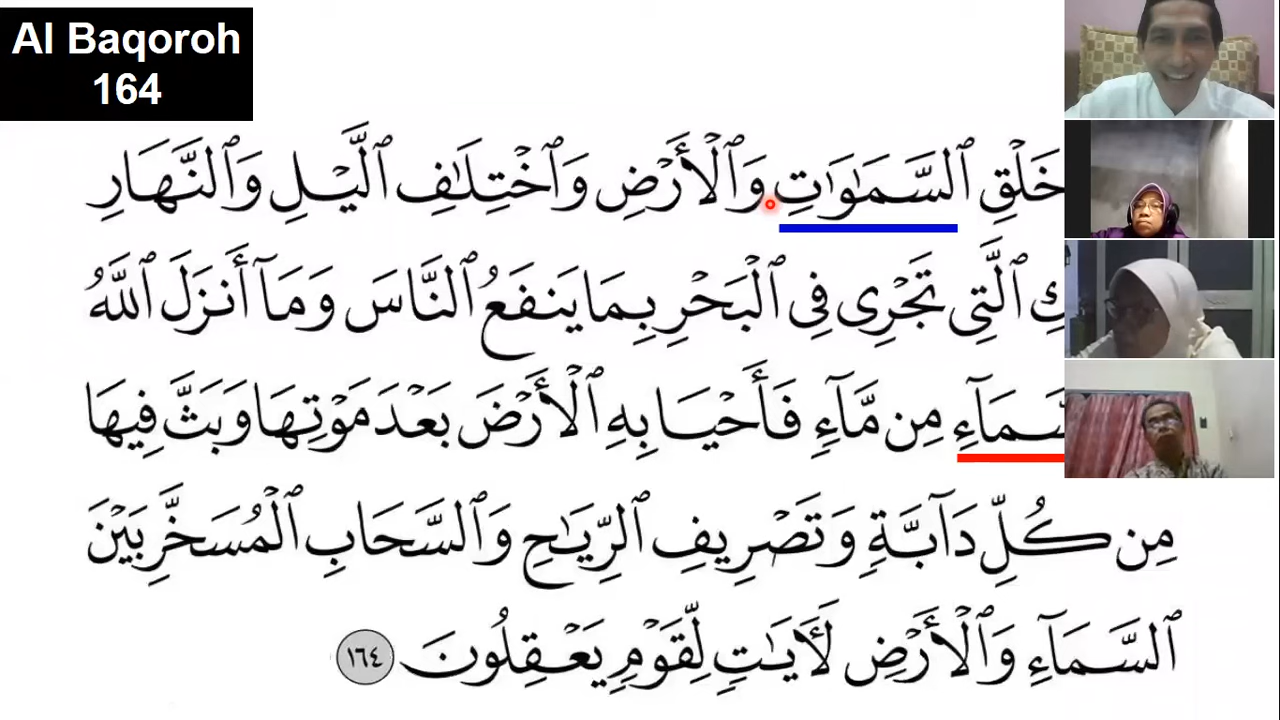 Al Baqoroh
164
خَلْقِ ٱلسَّمَٰوَٰتِ وَٱلْأَرْضِ وَٱخْتِلَٰفِ ٱلَّيْلِ وَٱلنَّهَارِ
كِ ٱلَّتِى تَجْرِى فِى ٱلْبَحْرِ بِمَا يَنفَعُ ٱلنَّاسَ وَمَآ أَنزَلَ ٱللَّهُ
سَّمَآءِ مِن مَّآءٍ فَأَحْيَا بِهِ ٱلْأَرْضَ بَعْدَ مَوْتِهَا وَبَثَّ فِيهَا
مِن كُلِّ دَآبَّةٍ وَتَصْرِيفِ ٱلرِّيَٰحِ وَٱلسَّحَابِ ٱلْمُسَخَّرِ بَيْنَ
ٱلسَّمَآءِ وَٱلْأَرْضِ لَءَايَٰتٍ لِّقَوْمٍ يَعْقِلُونَ ١٦٤